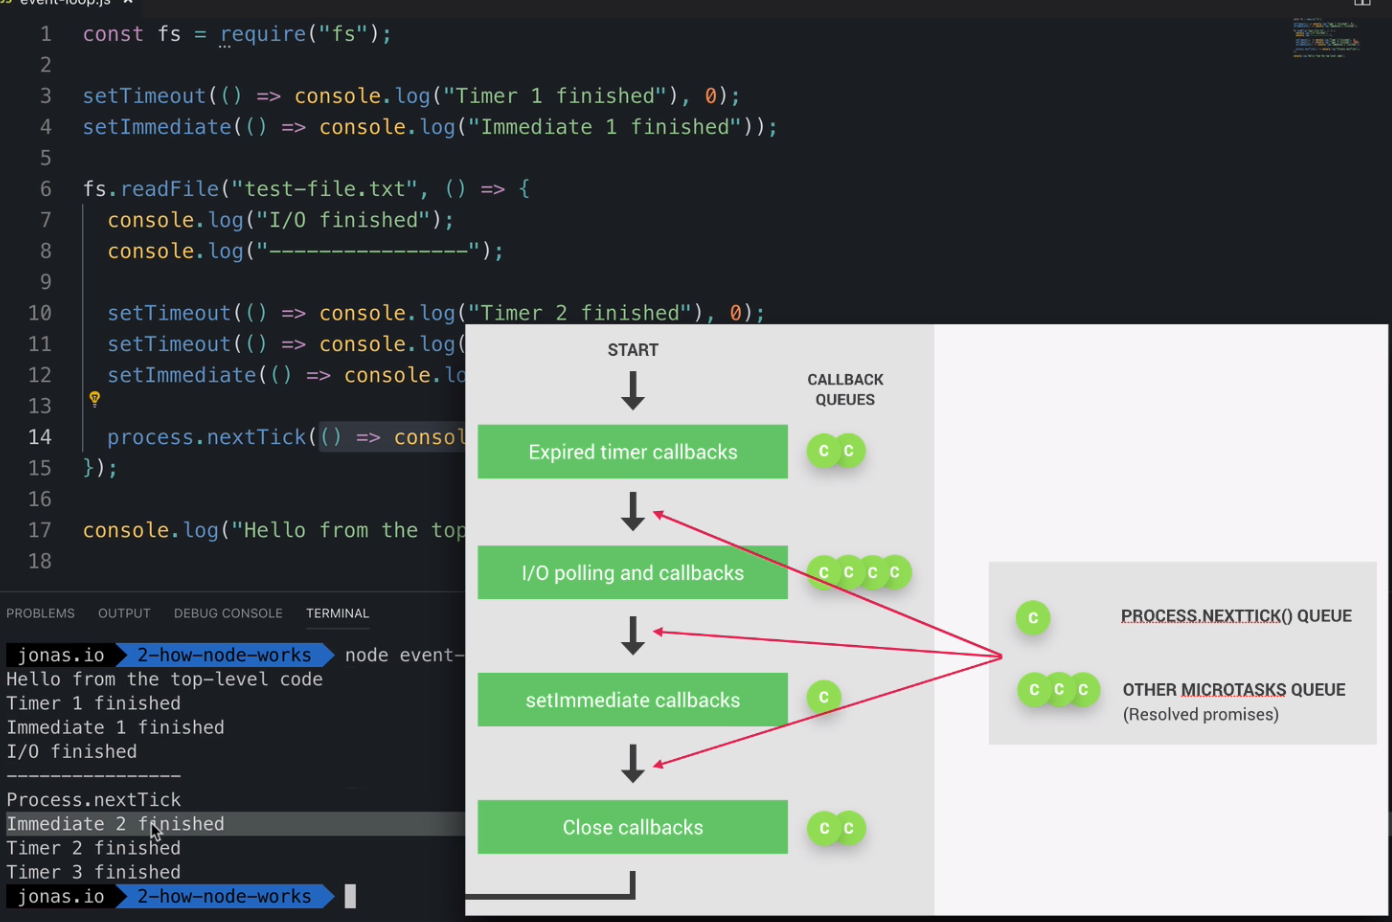 event-loop.js ×
1 const fs = require("fs");
2
3 setTimeout(() => console.log("Timer 1 finished"), 0);
4 setImmediate(() => console.log("Immediate 1 finished"));
5
6 fs.readFile("test-file.txt", () => {
7 console.log("I/O finished");
8 console.log("----------------");
9
10 setTimeout(() => console.log("Timer 2 finished"), 0);
11 setTimeout(() => console.log(
12 setImmediate(() => console.lo
13
14 process.nextTick(() => consol
15 });
16
17 console.log("Hello from the top
18
PROBLEMS OUTPUT DEBUG CONSOLE TERMINAL
jonas.io 2-how-node-works node event-
Hello from the top-level code
Timer 1 finished
Immediate 1 finished
I/O finished
----------------
Process.nextTick
Immediate 2 finished
Timer 2 finished
Timer 3 finished
jonas.io 2-how-node-works
START
CALLBACK
QUEUES
Expired timer callbacks C C
I/O polling and callbacks C C C C
setImmediate callbacks C
Close callbacks C C
C PROCESS.NEXTTICK() QUEUE
C C C OTHER MICROTASKS QUEUE
(Resolved promises)